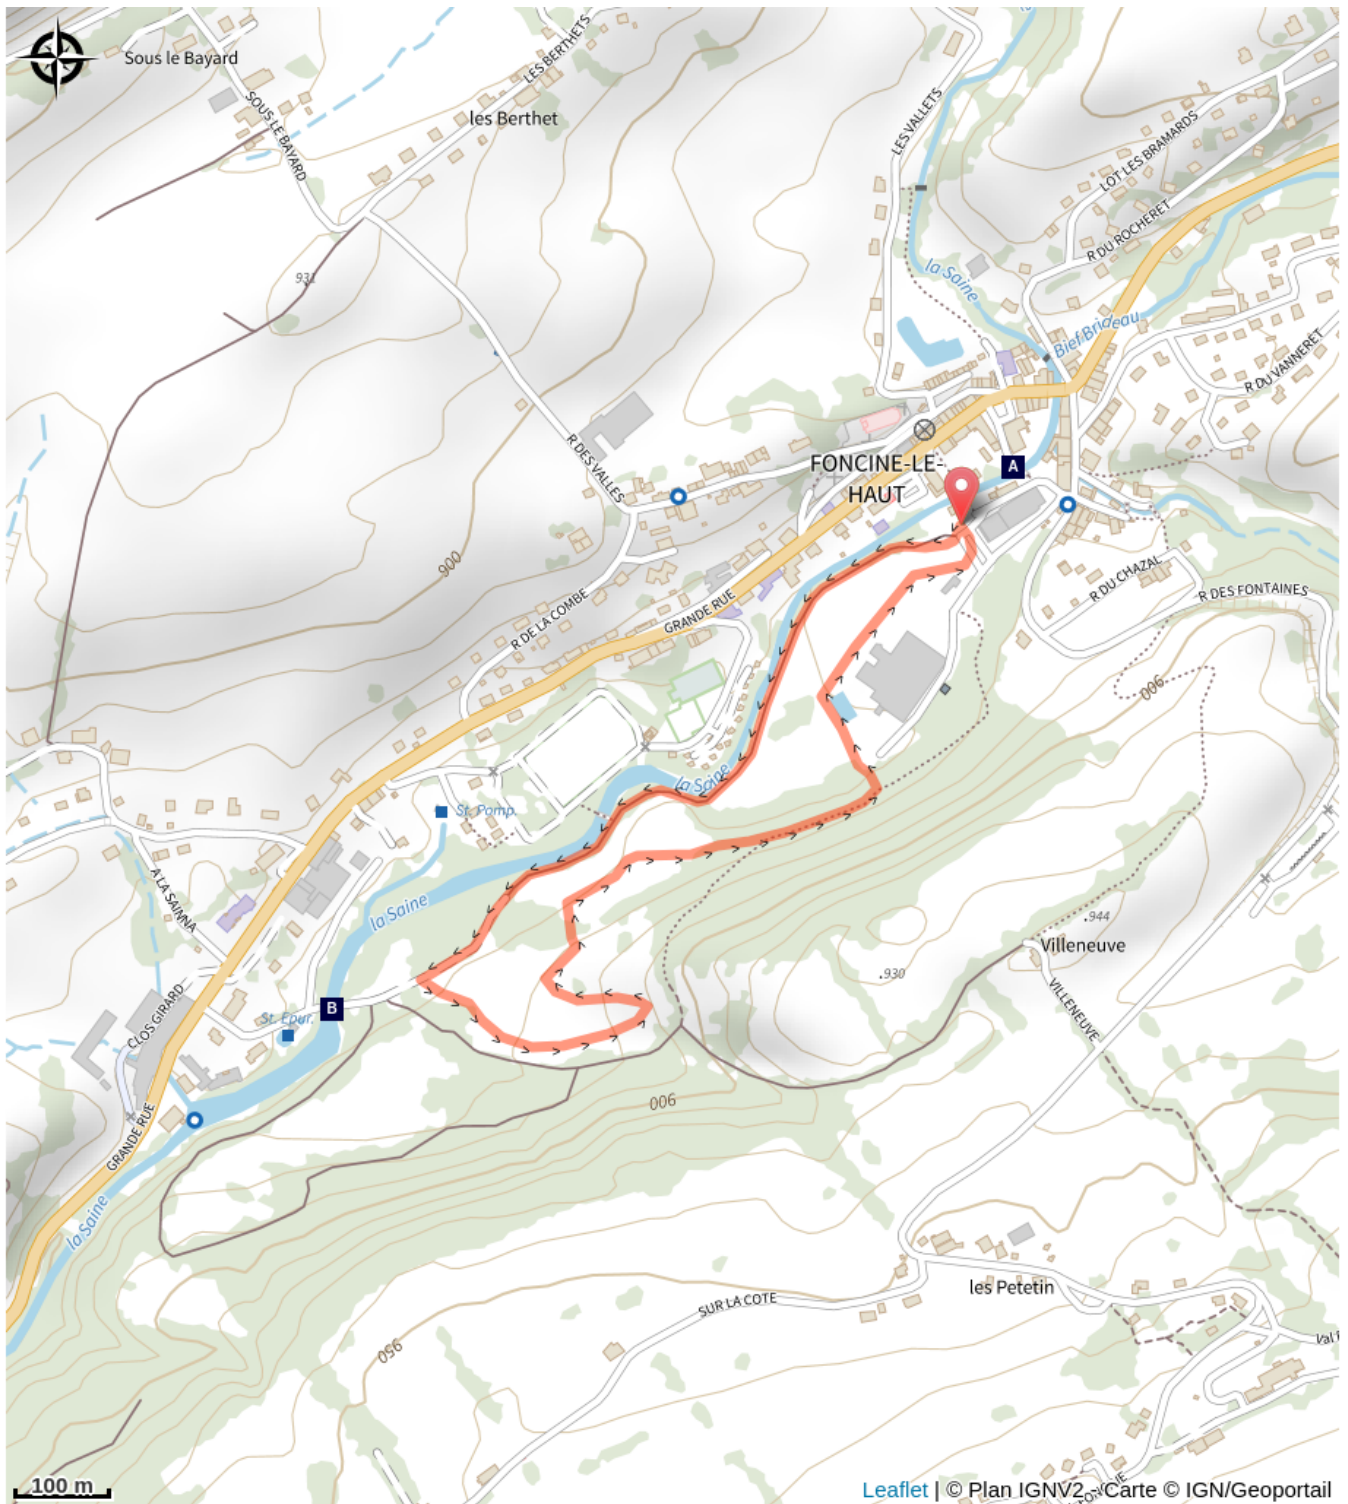 Sous le Bayard
SOUS LE BAYARD
LES BERTHETS
les Berthet
LES VALLETS
LOT LES BRAMARDS
R DU ROCHERET
la Saine
Bief Brideau
R DU VANNERET
931
R DES VALLES
FONCINE-LE-
HAUT
A
900
R DE LA COMBE
GRANDE RUE
R DU CHAZAL
R DES FONTAINES
900
la Saine
St. Pomp.
A LA SAINNA
la Saine
.944
Villeneuve
.930
VILLENEUVE
CLOS GIRARD
St. Epur.
B
900
GRANDE RUE
la Saine
les Petetin
SUR LA COTE
950
100 m
Leaflet | © Plan IGNV2 - Carte © IGN/Geoportail